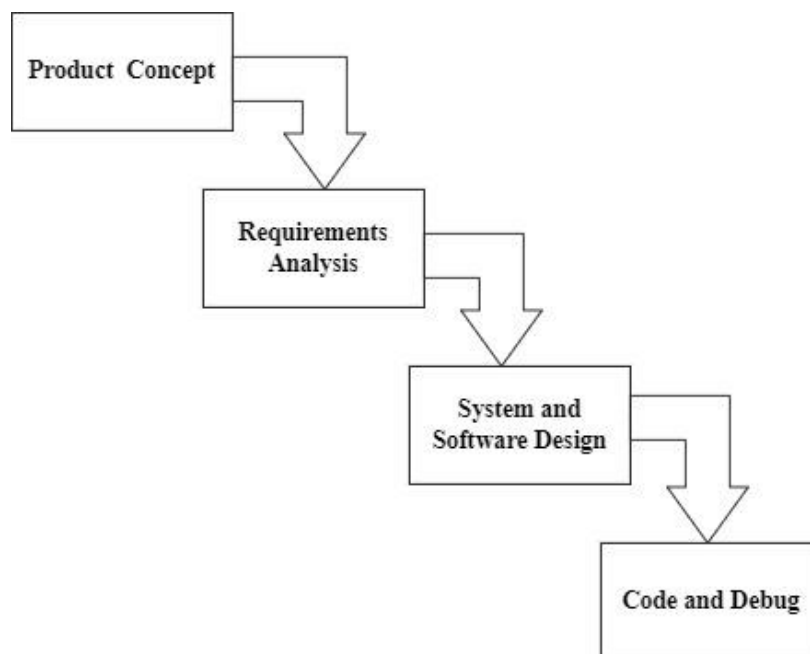 Product Concept
Requirements
Analysis
System and
Software Design
Code and Debug